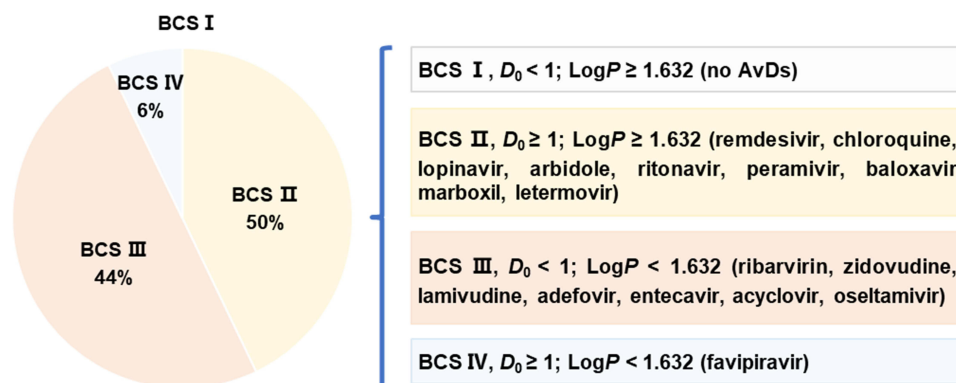 BCS Ⅰ
BCS Ⅳ
6%
BCS Ⅱ
50%
BCS Ⅲ
44%
BCS Ⅰ, D₀ < 1; LogP ≥ 1.632 (no AvDs)
BCS Ⅱ, D₀ ≥ 1; LogP ≥ 1.632 (remdesivir, chloroquine,
lopinavir, arbidole, ritonavir, peramivir, baloxavir
marboxil, letermovir)
BCS Ⅲ, D₀ < 1; LogP < 1.632 (ribarvirin, zidovudine,
lamivudine, adefovir, entecavir, acyclovir, oseltamivir)
BCS Ⅳ, D₀ ≥ 1; LogP < 1.632 (favipiravir)